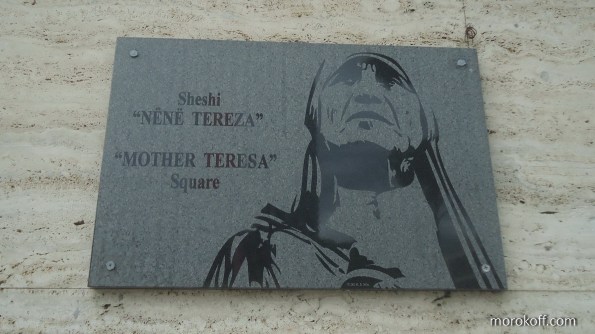 Sheshi
"NËNË TEREZA"
"MOTHER TERESA"
Square
morokoff.com